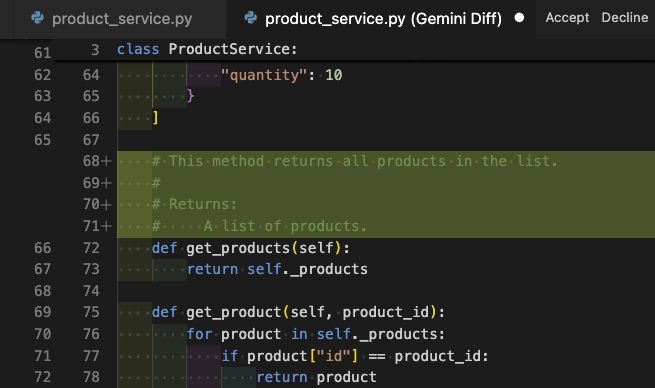 product_service.py product_service.py (Gemini Diff) Accept Decline
61 3 class ProductService:
62 64 "quantity": 10
63 65 }
64 66 ]
65 67
68+ # This method returns all products in the list.
69+ #
70+ # Returns:
71+ # A list of products.
66 72 def get_products(self):
67 73 return self._products
68 74
69 75 def get_product(self, product_id):
70 76 for product in self._products:
71 77 if product["id"] == product_id:
72 78 return product